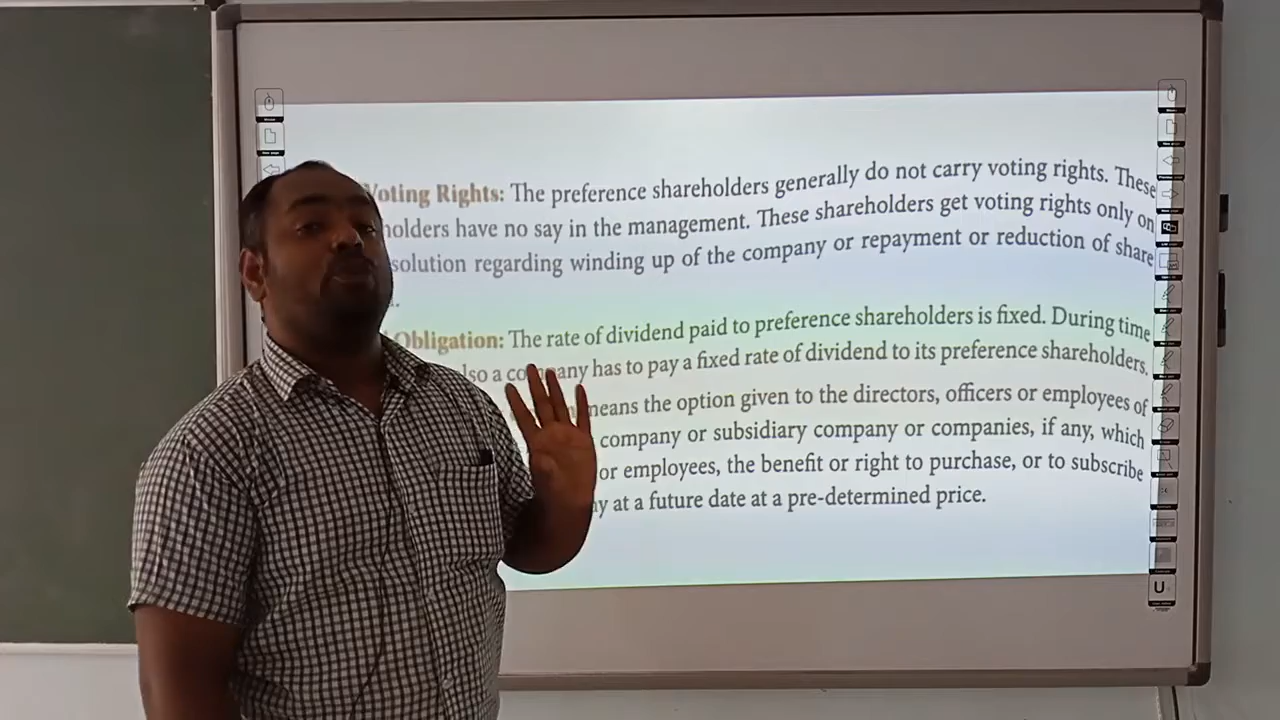 Voting Rights: The preference shareholders generally do not carry voting rights. These
holders have no say in the management. These shareholders get voting rights only on
solution regarding winding up of the company or repayment or reduction of share
Obligation: The rate of dividend paid to preference shareholders is fixed. During time
also a company has to pay a fixed rate of dividend to its preference shareholders.
means the option given to the directors, officers or employees of
company or subsidiary company or companies, if any, which
or employees, the benefit or right to purchase, or to subscribe
at a future date at a pre-determined price.